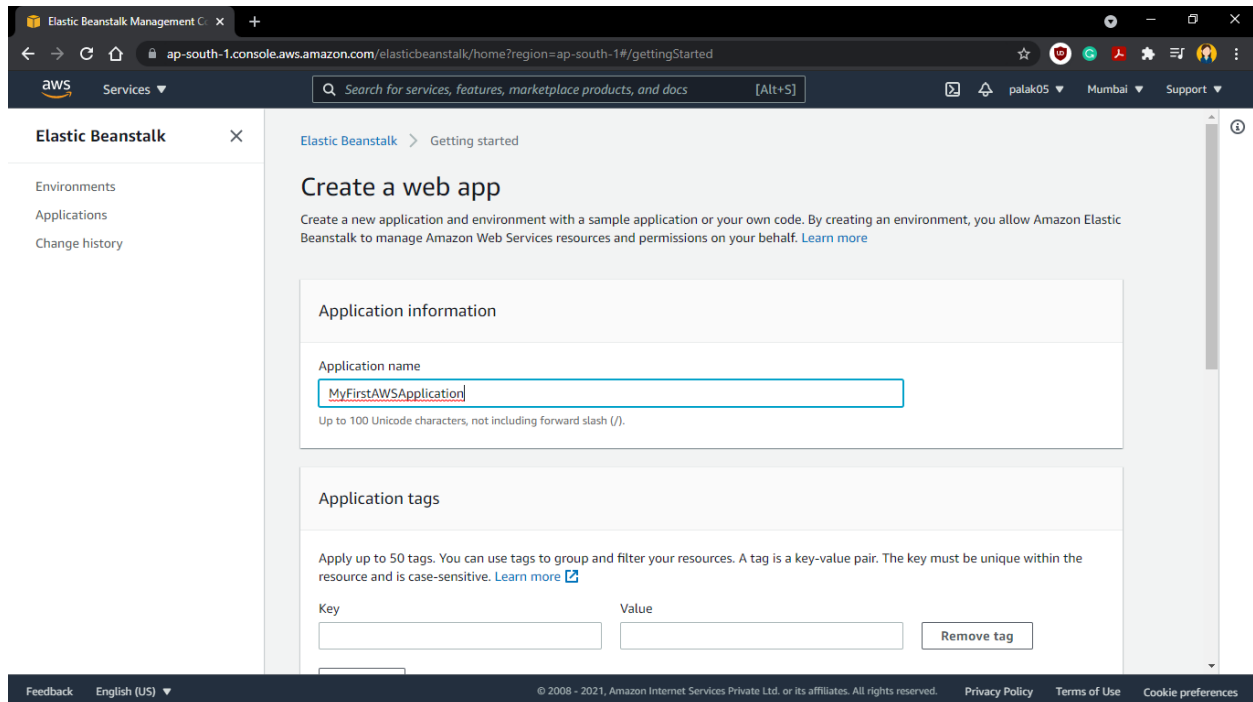 Elastic Beanstalk Management C
ap-south-1.console.aws.amazon.com/elasticbeanstalk/home?region=ap-south-1#/gettingStarted
aws Services ▼ Search for services, features, marketplace products, and docs [Alt+S] palak05 ▼ Mumbai ▼ Support ▼
Elastic Beanstalk
Environments
Applications
Change history
Elastic Beanstalk > Getting started
Create a web app
Create a new application and environment with a sample application or your own code. By creating an environment, you allow Amazon Elastic
Beanstalk to manage Amazon Web Services resources and permissions on your behalf. Learn more
Application information
Application name
MyFirstAWSApplication
Up to 100 Unicode characters, not including forward slash (/).
Application tags
Apply up to 50 tags. You can use tags to group and filter your resources. A tag is a key-value pair. The key must be unique within the
resource and is case-sensitive. Learn more
Key Value
Remove tag
Feedback English (US) ▼ © 2008 - 2021, Amazon Internet Services Private Ltd. or its affiliates. All rights reserved. Privacy Policy Terms of Use Cookie preferences